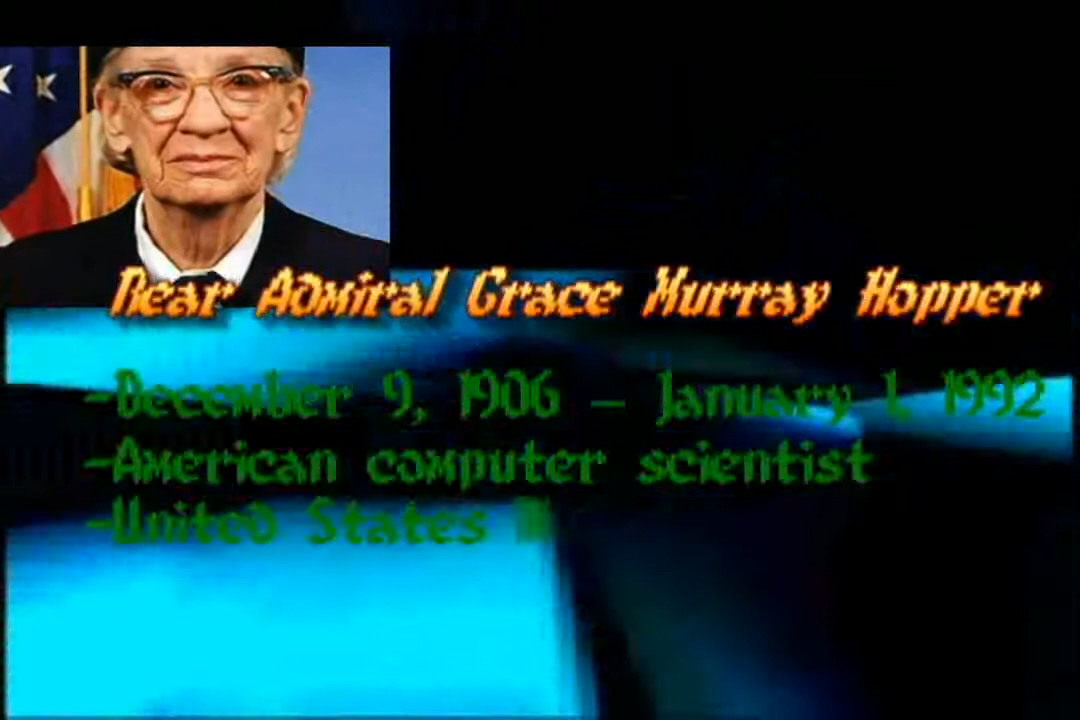 Rear Admiral Grace Murray Hopper
-December 9, 1906 – January 1, 1992
-American computer scientist
-United States